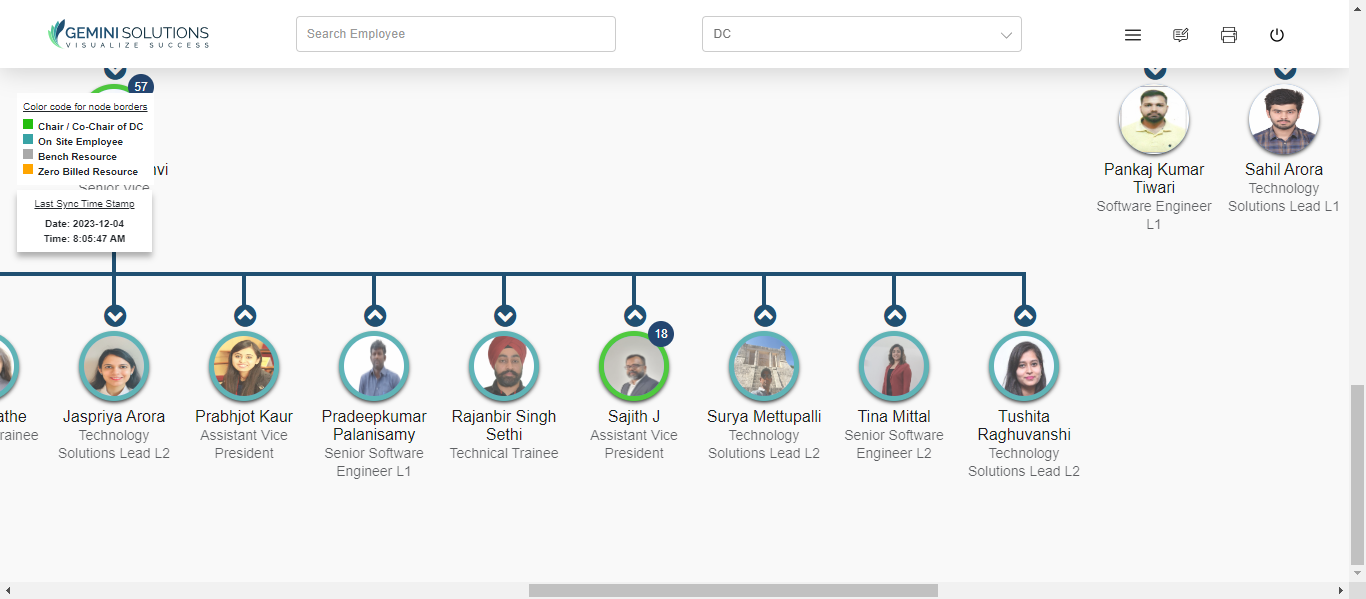 GEMINI SOLUTIONS
VISUALIZE SUCCESS
Search Employee
DC
57
Color code for node borders
Chair / Co-Chair of DC
On Site Employee
Bench Resource
Zero Billed Resource
nvi
Senior Vice
Last Sync Time Stamp
Date: 2023-12-04
Time: 8:05:47 AM
Pankaj Kumar
Tiwari
Software Engineer
L1
Sahil Arora
Technology
Solutions Lead L1
athe
rainee
Jaspriya Arora
Technology
Solutions Lead L2
Prabhjot Kaur
Assistant Vice
President
Pradeepkumar
Palanisamy
Senior Software
Engineer L1
Rajanbir Singh
Sethi
Technical Trainee
18
Sajith J
Assistant Vice
President
Surya Mettupalli
Technology
Solutions Lead L2
Tina Mittal
Senior Software
Engineer L2
Tushita
Raghuvanshi
Technology
Solutions Lead L2